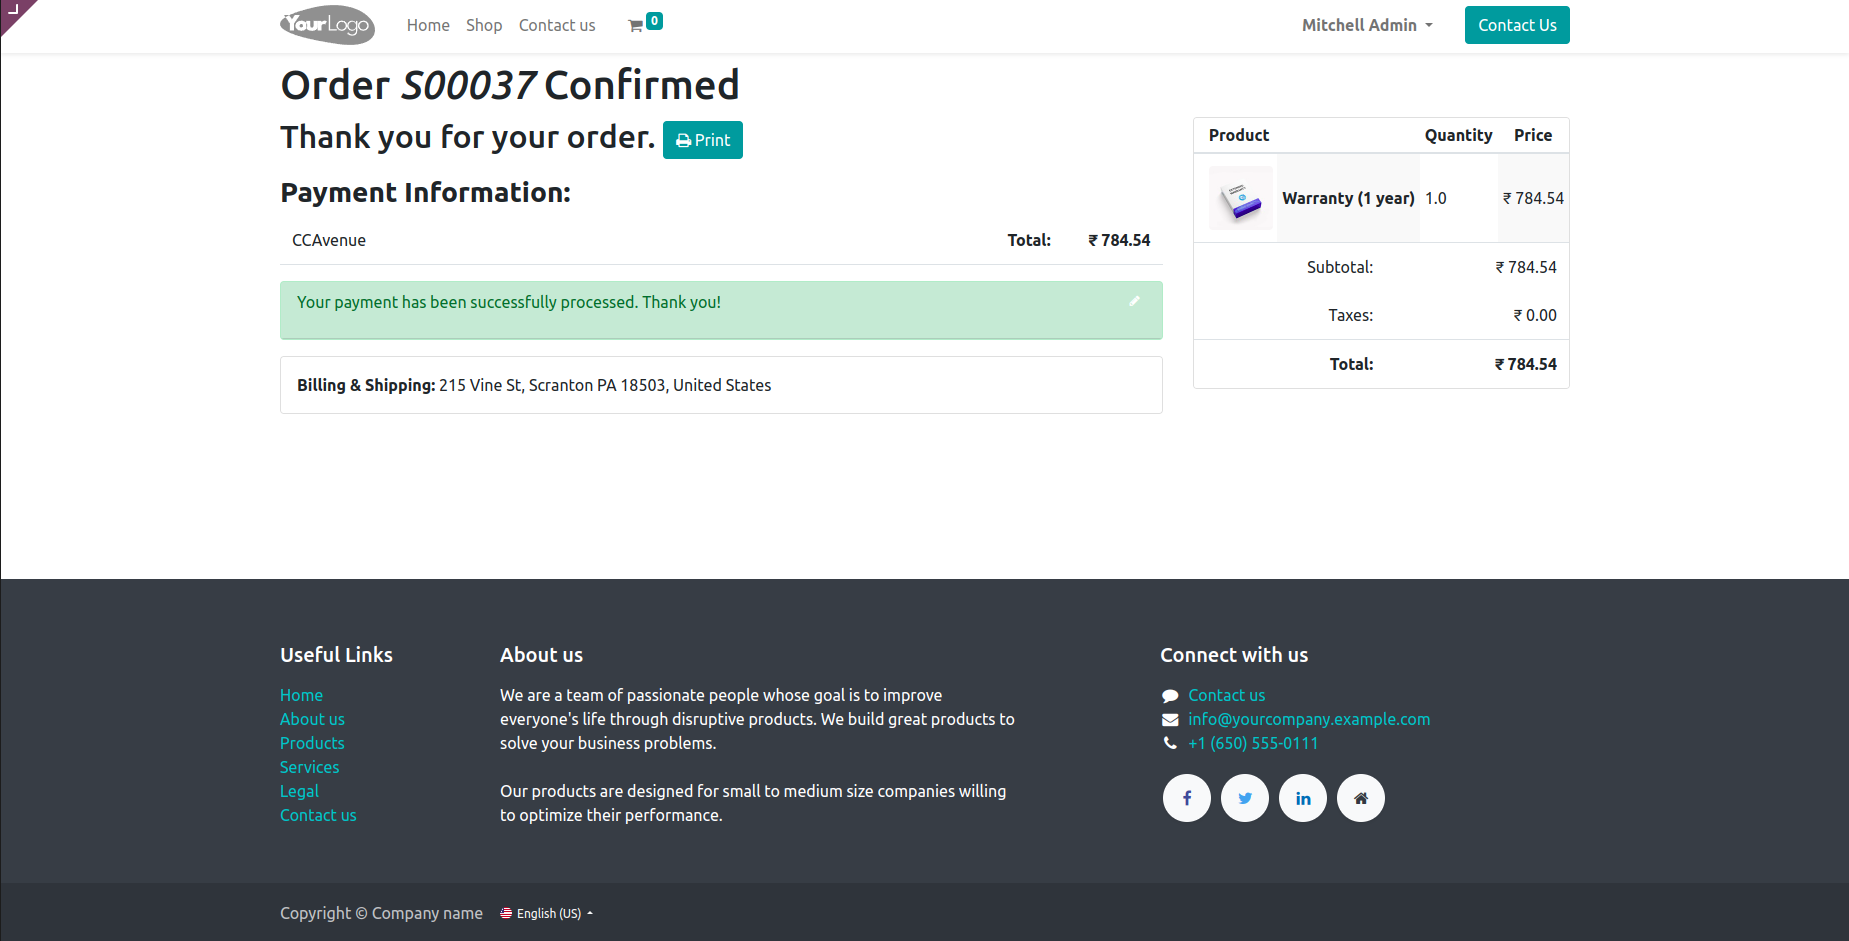 YourLogo
Home Shop Contact us 0 Mitchell Admin Contact Us
Order S00037 Confirmed
Thank you for your order. Print
Payment Information:
CCAvenue Total: ₹ 784.54
Your payment has been successfully processed. Thank you!
Billing & Shipping: 215 Vine St, Scranton PA 18503, United States
Product Quantity Price
Warranty (1 year) 1.0 ₹ 784.54
Subtotal: ₹ 784.54
Taxes: ₹ 0.00
Total: ₹ 784.54
Useful Links
Home
About us
Products
Services
Legal
Contact us
About us
We are a team of passionate people whose goal is to improve
everyone's life through disruptive products. We build great products to
solve your business problems.
Our products are designed for small to medium size companies willing
to optimize their performance.
Connect with us
Contact us
info@yourcompany.example.com
+1 (650) 555-0111
Copyright © Company name English (US)